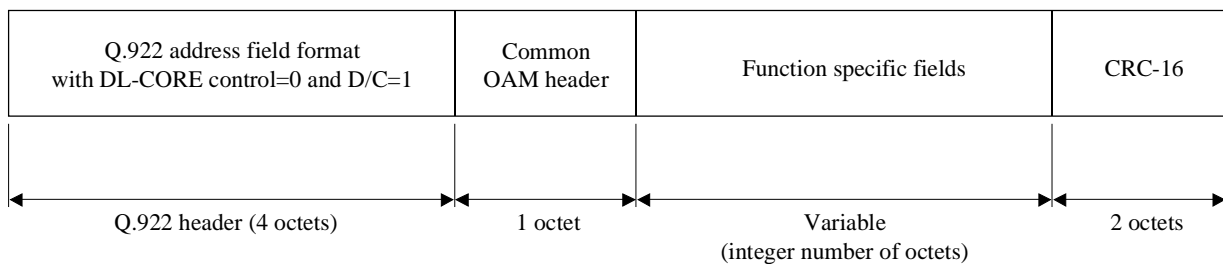 Q.922 address field format
with DL-CORE control=0 and D/C=1
Common
OAM header
Function specific fields
CRC-16
Q.922 header (4 octets)
1 octet
Variable
(integer number of octets)
2 octets